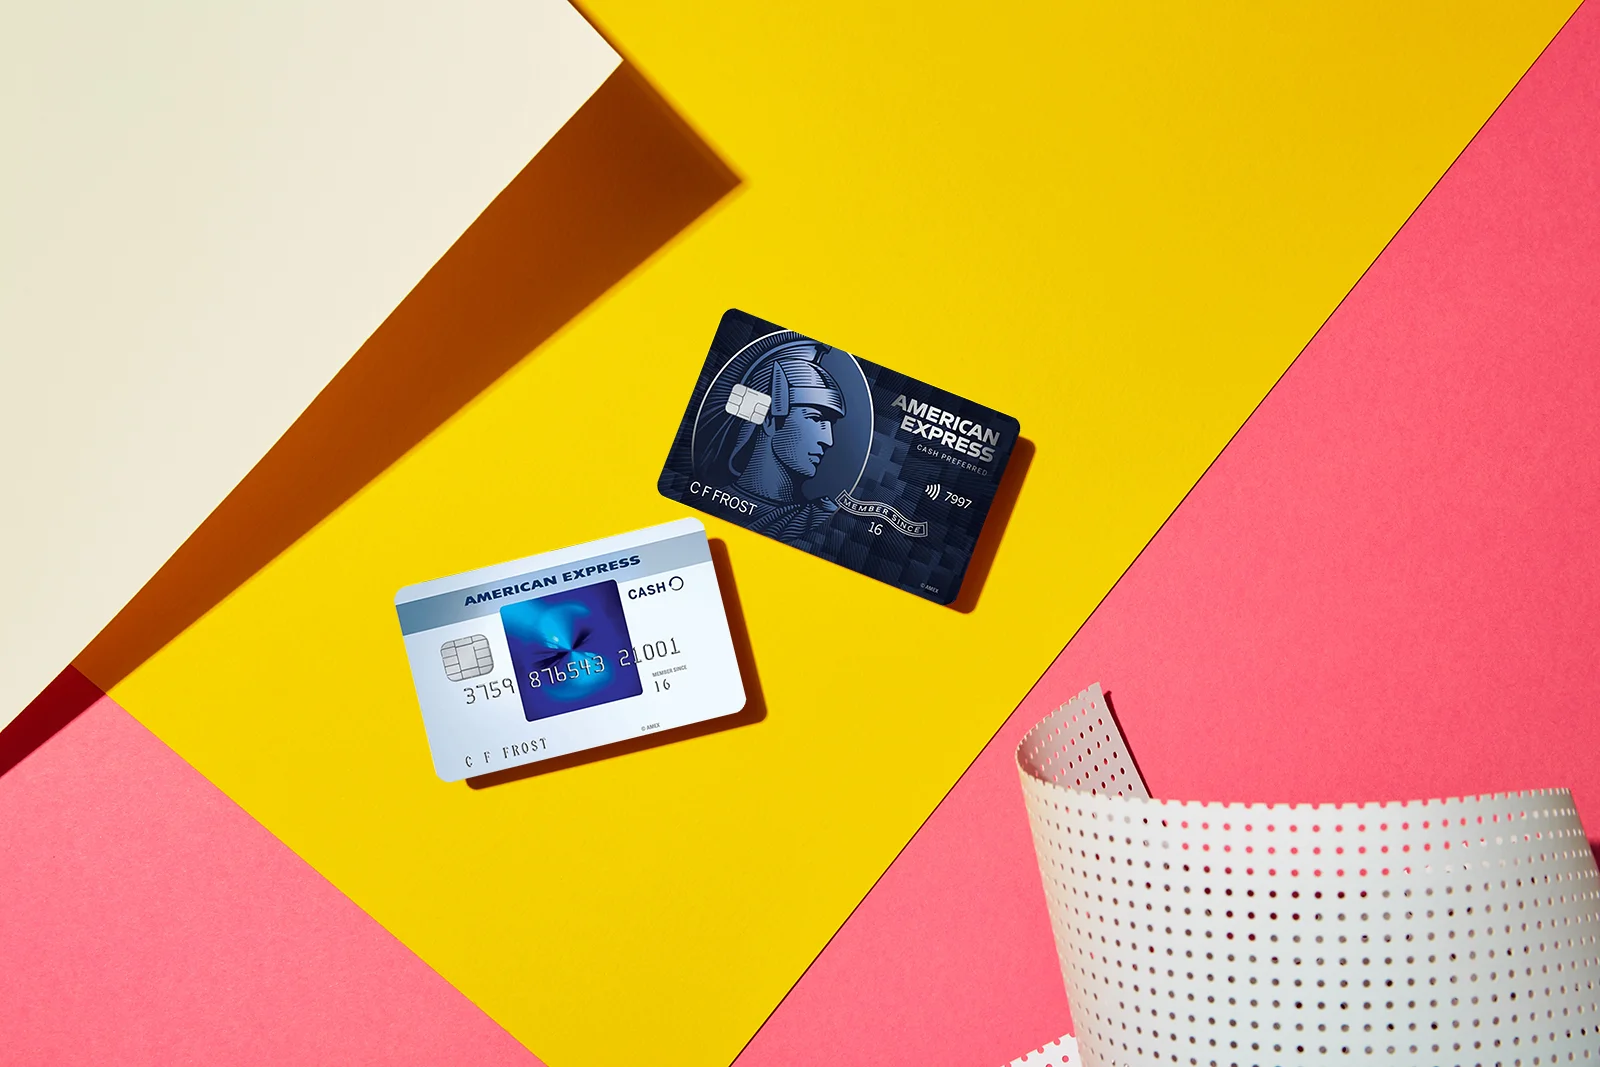 AMERICAN
EXPRESS
CASH PREFERRED
7997
C F FROST
MEMBER SINCE
16
© AMEX
AMERICAN EXPRESS
CASH
3759 876543 21001
MEMBER SINCE
16
© AMEX
C F FROST